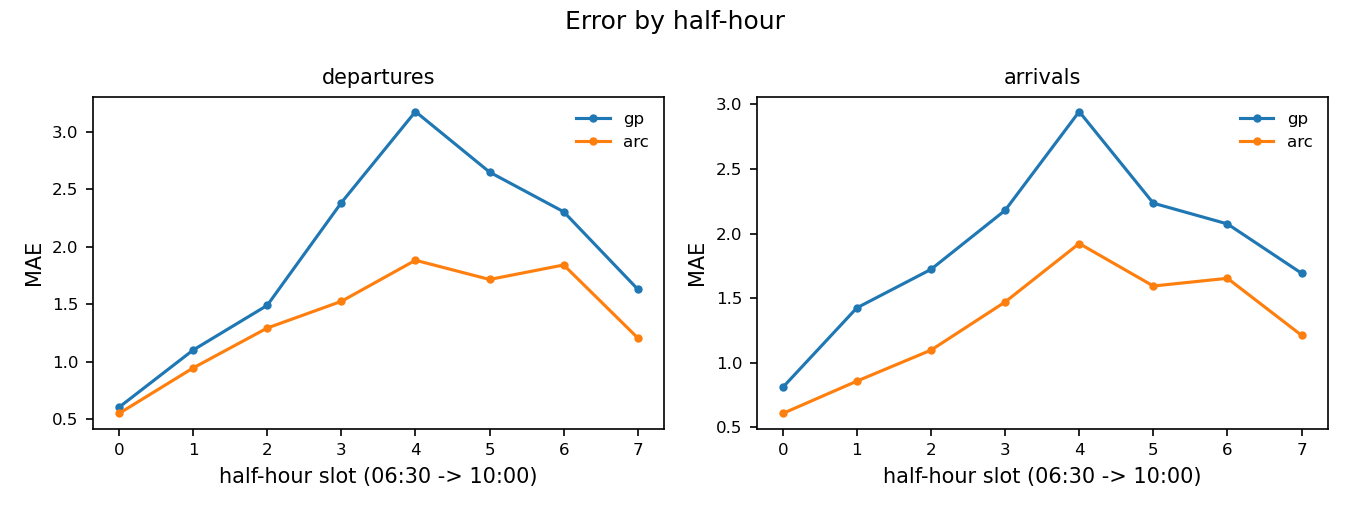 Error by half-hour
departures
3.0
2.5
2.0
1.5
1.0
0.5
MAE
gp
arc
0 1 2 3 4 5 6 7
half-hour slot (06:30 -> 10:00)
arrivals
3.0
2.5
2.0
1.5
1.0
0.5
MAE
gp
arc
0 1 2 3 4 5 6 7
half-hour slot (06:30 -> 10:00)